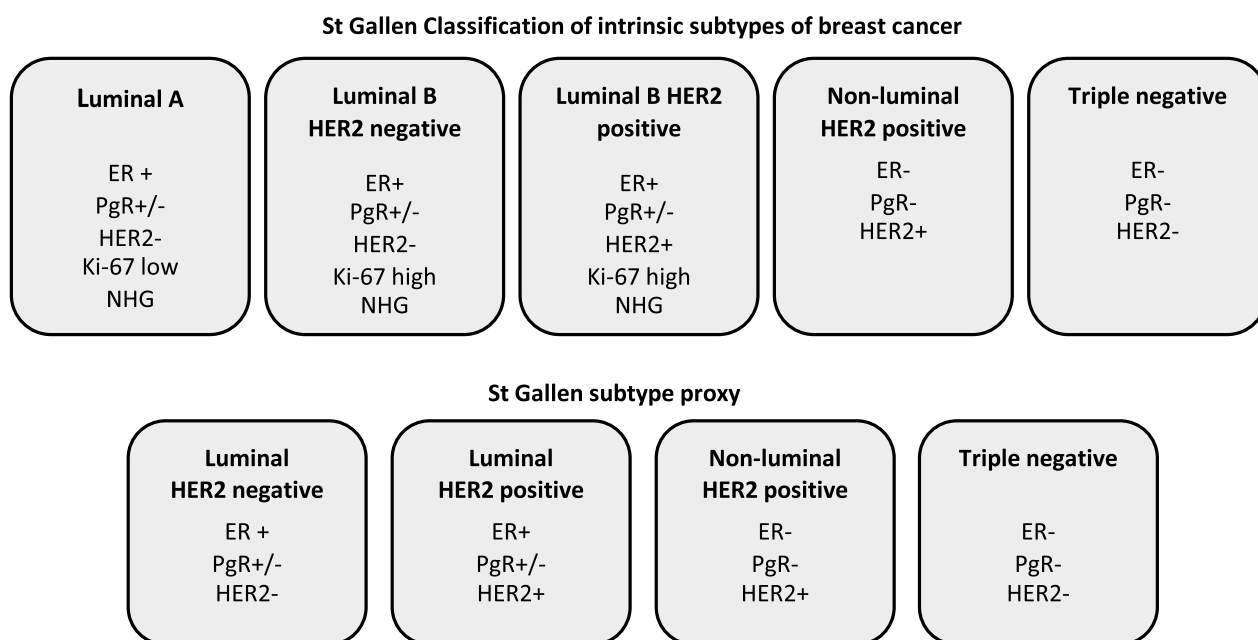 St Gallen Classification of intrinsic subtypes of breast cancer
Luminal A
ER +
PgR+/-
HER2-
Ki-67 low
NHG
Luminal B
HER2 negative
ER+
PgR+/-
HER2-
Ki-67 high
NHG
Luminal B HER2
positive
ER+
PgR+/-
HER2+
Ki-67 high
NHG
Non-luminal
HER2 positive
ER-
PgR-
HER2+
Triple negative
ER-
PgR-
HER2-
St Gallen subtype proxy
Luminal
HER2 negative
ER +
PgR+/-
HER2-
Luminal
HER2 positive
ER+
PgR+/-
HER2+
Non-luminal
HER2 positive
ER-
PgR-
HER2+
Triple negative
ER-
PgR-
HER2-